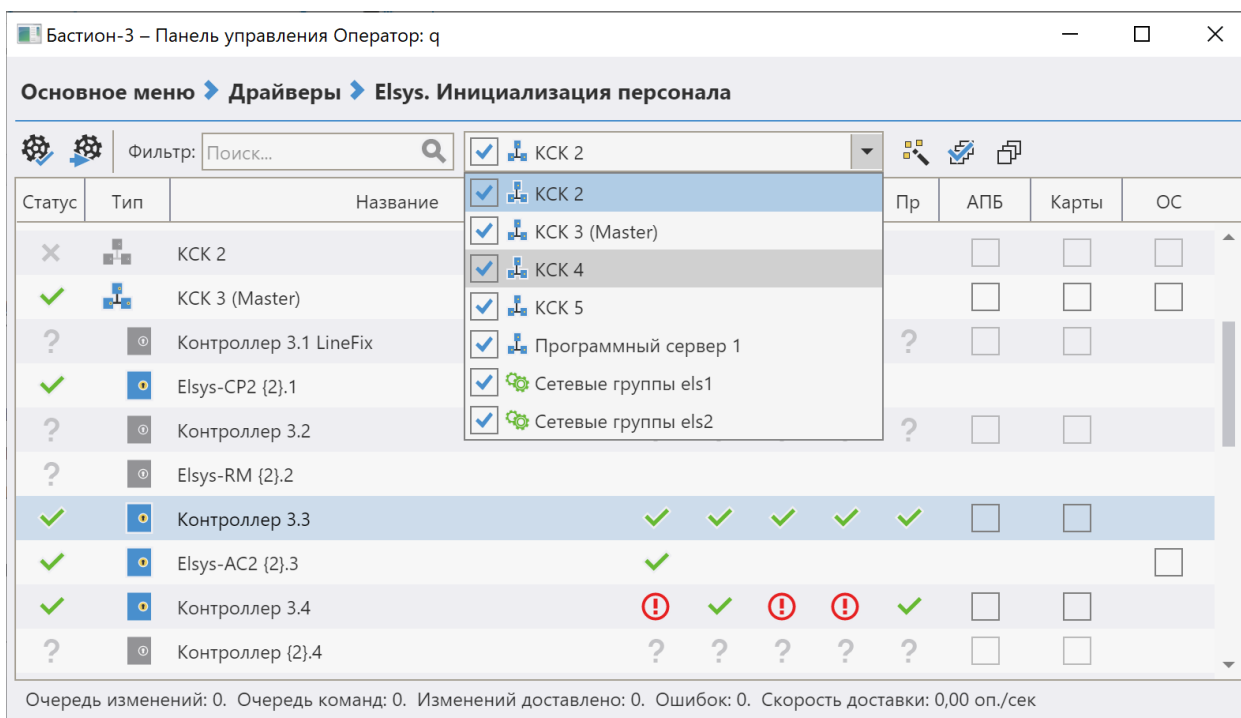 Бастион-3 – Панель управления Оператор: q
Основное меню Драйверы Elsys. Инициализация персонала
Фильтр: Поиск... КСК 2
Статус Тип Название Пр АПБ Карты ОС
КСК 2
КСК 3 (Master)
КСК 4
КСК 5
Программный сервер 1
Сетевые группы els1
Сетевые группы els2
КСК 2
КСК 3 (Master)
Контроллер 3.1 LineFix ?
Elsys-CP2 {2}.1
? Контроллер 3.2 ?
? Elsys-RM {2}.2
Контроллер 3.3
Elsys-AC2 {2}.3
Контроллер 3.4
? Контроллер {2}.4 ? ? ? ? ?
Очередь изменений: 0. Очередь команд: 0. Изменений доставлено: 0. Ошибок: 0. Скорость доставки: 0,00 оп./сек